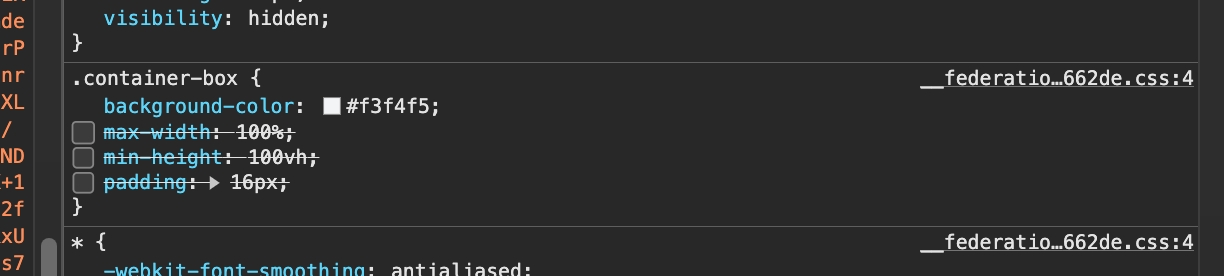 de
visibility: hidden;
rP
}
nr
.container-box {
__federatio…662de.css:4
XL
background-color: #f3f4f5;
/
max-width: 100%;
ND
min-height: 100vh;
+1
padding: 16px;
2f
}
xU
* {
__federatio…662de.css:4
s7
-webkit-font-smoothing: antialiased;